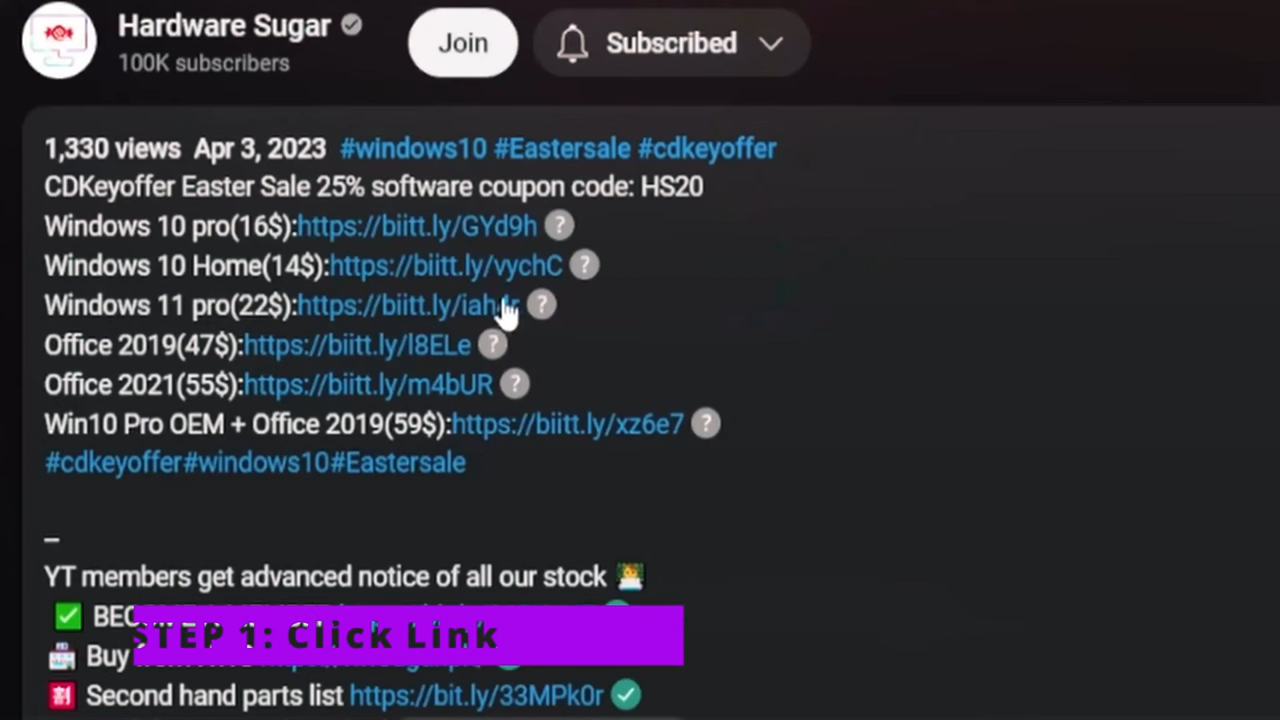 Hardware Sugar
100K subscribers
Join
Subscribed
1,330 views Apr 3, 2023 #windows10 #Eastersale #cdkeyoffer
CDKeyoffer Easter Sale 25% software coupon code: HS20
Windows 10 pro(16$):https://biitt.ly/GYd9h ?
Windows 10 Home(14$):https://biitt.ly/vychC ?
Windows 11 pro(22$): ?
Office 2019(47$):https://biitt.ly/l8ELe ?
Office 2021(55$):https://biitt.ly/m4bUR ?
Win10 Pro OEM + Office 2019(59$):https://biitt.ly/xz6e7 ?
#cdkeyoffer#windows10#Eastersale
–
YT members get advanced notice of all our stock
STEP 1: Click Link
Buy
割 Second hand parts list https://bit.ly/33MPk0r